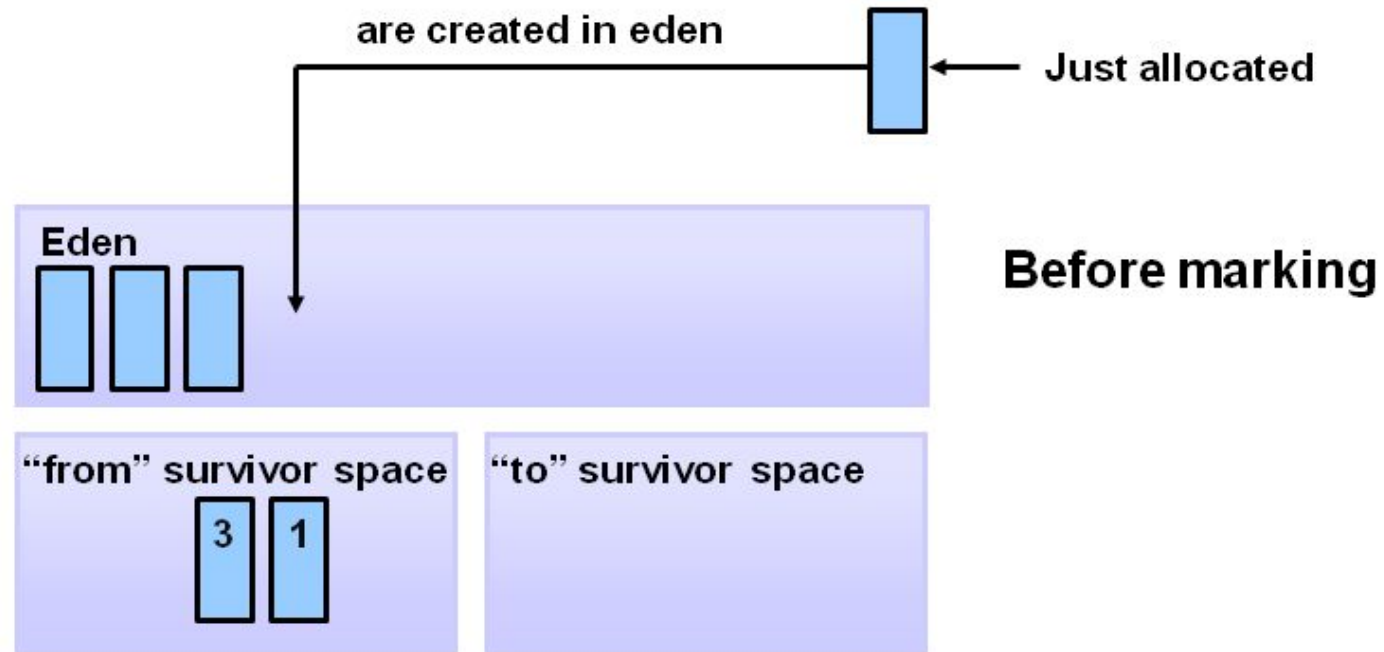 are created in eden
Just allocated
Eden
Before marking
“from” survivor space
“to” survivor space
3 1